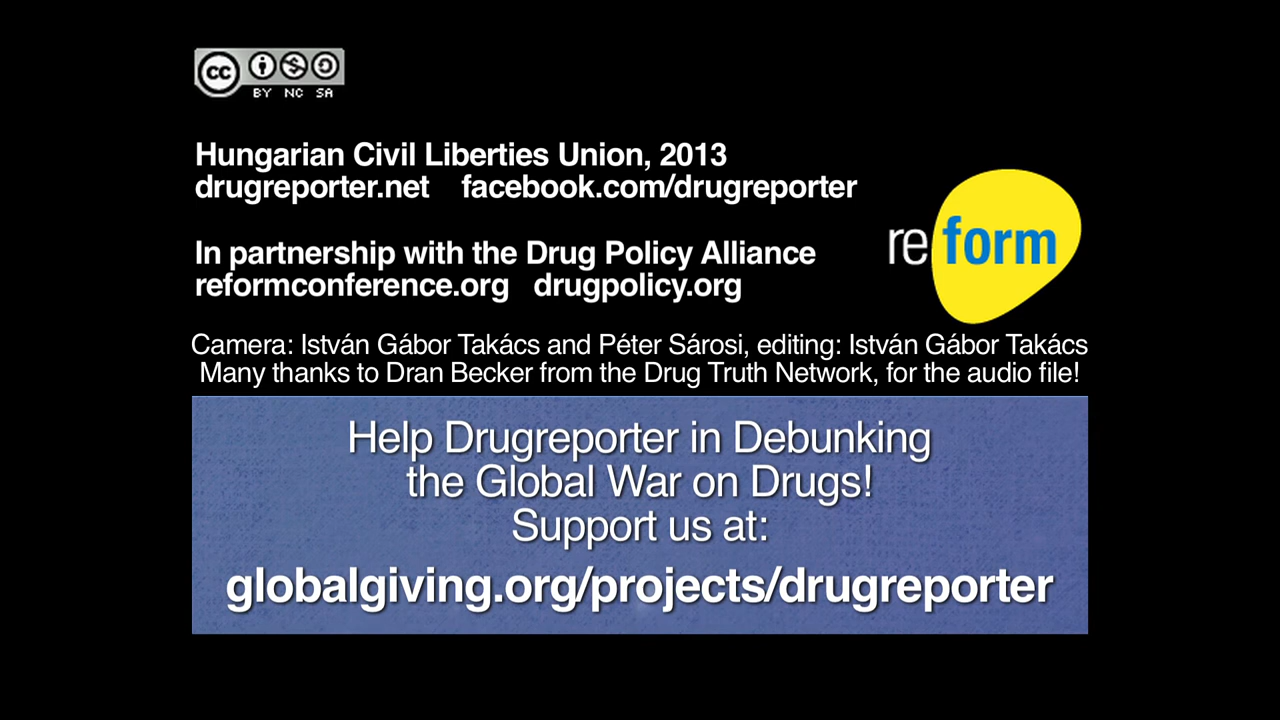 cc
BY NC SA
Hungarian Civil Liberties Union, 2013
drugreporter.net facebook.com/drugreporter
reform
In partnership with the Drug Policy Alliance
reformconference.org drugpolicy.org
Camera: István Gábor Takács and Péter Sárosi, editing: István Gábor Takács
Many thanks to Dran Becker from the Drug Truth Network, for the audio file!
Help Drugreporter in Debunking
the Global War on Drugs!
Support us at:
globalgiving.org/projects/drugreporter